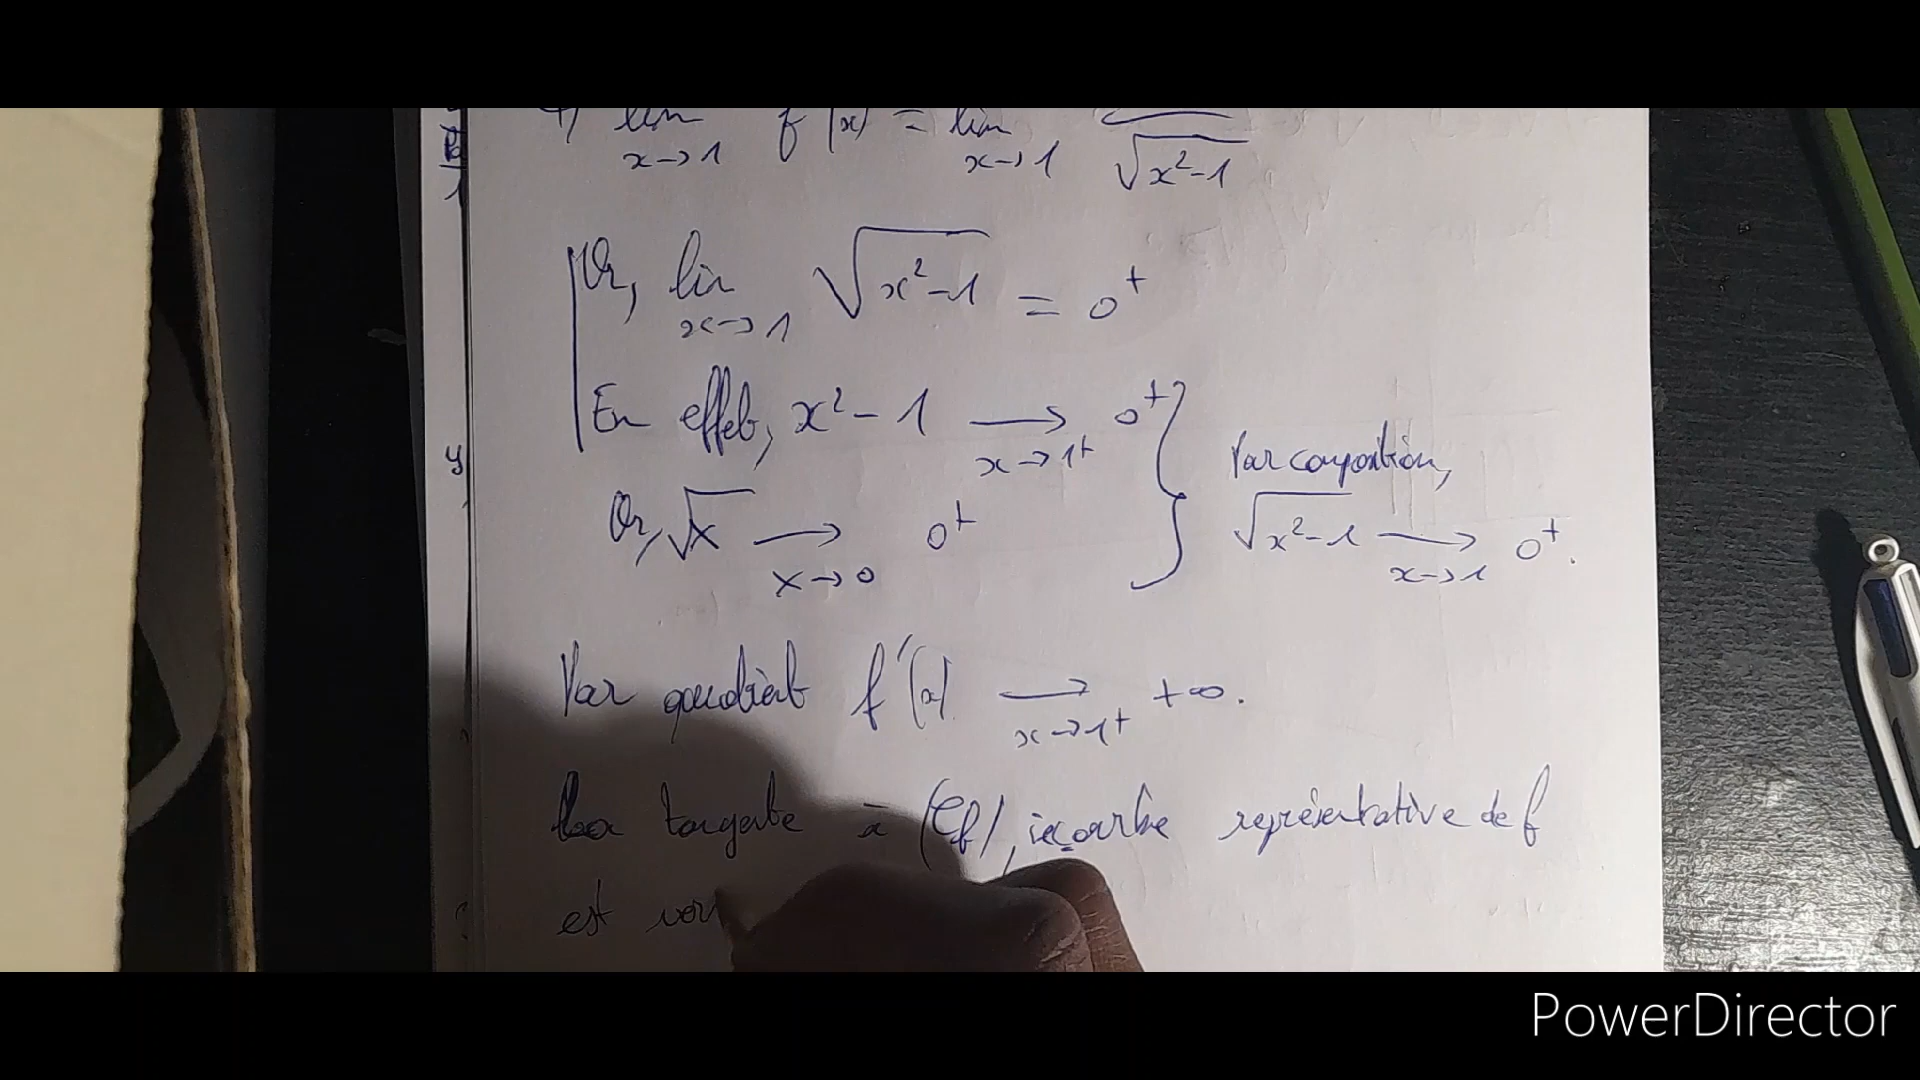 lim f(x) = lim
x→1 x→1 √x²-1
Or, lim √x²-1 = 0⁺
x→1
En effet, x²-1 → 0⁺
x→1⁺
Par composition,
Or, √X → 0⁺
X→0
√x²-1 → 0⁺.
x→1
Par quotient f'(x) → +∞.
x→1⁺
La tangente à (Cf), courbe représentative de f
est ver
PowerDirector